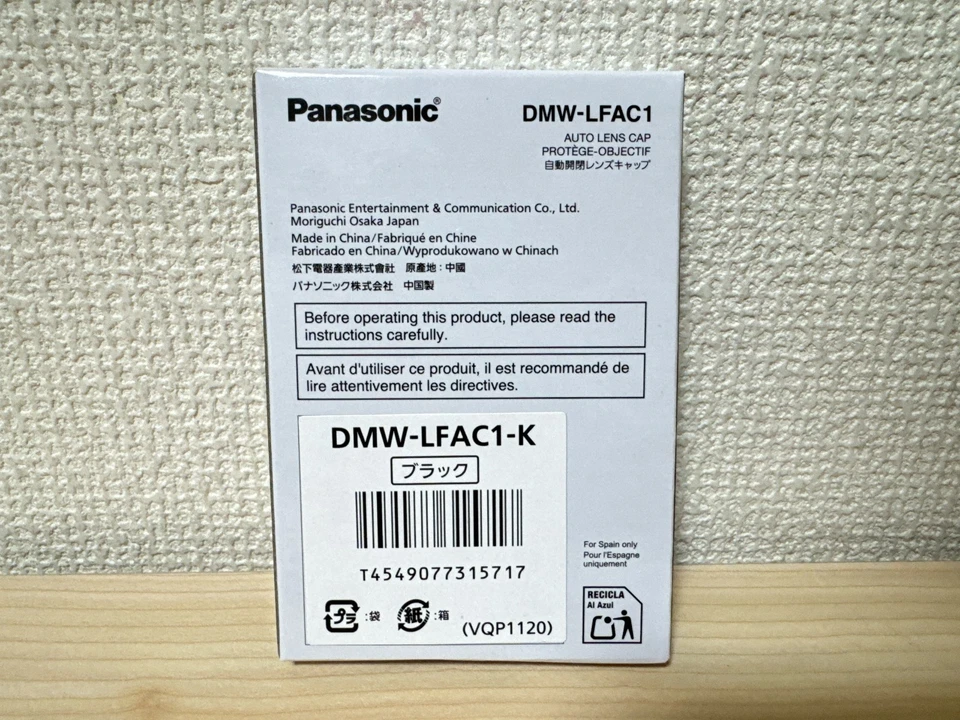 Panasonic®
DMW-LFAC1
AUTO LENS CAP
PROTÈGE-OBJECTIF
自動開閉レンズキャップ
Panasonic Entertainment & Communication Co., Ltd.
Moriguchi Osaka Japan
Made in China/Fabriqué en Chine
Fabricado en China/Wyprodukowano w Chinach
松下電器產業株式會社 原產地：中國
パナソニック株式会社 中国製
Before operating this product, please read the
instructions carefully.
Avant d'utiliser ce produit, il est recommandé de
lire attentivement les directives.
DMW-LFAC1-K
ブラック
T4549077315717
プラ :袋 紙 :箱
(VQP1120)
For Spain only
Pour l'Espagne
uniquement
RECICLA
Al Azul